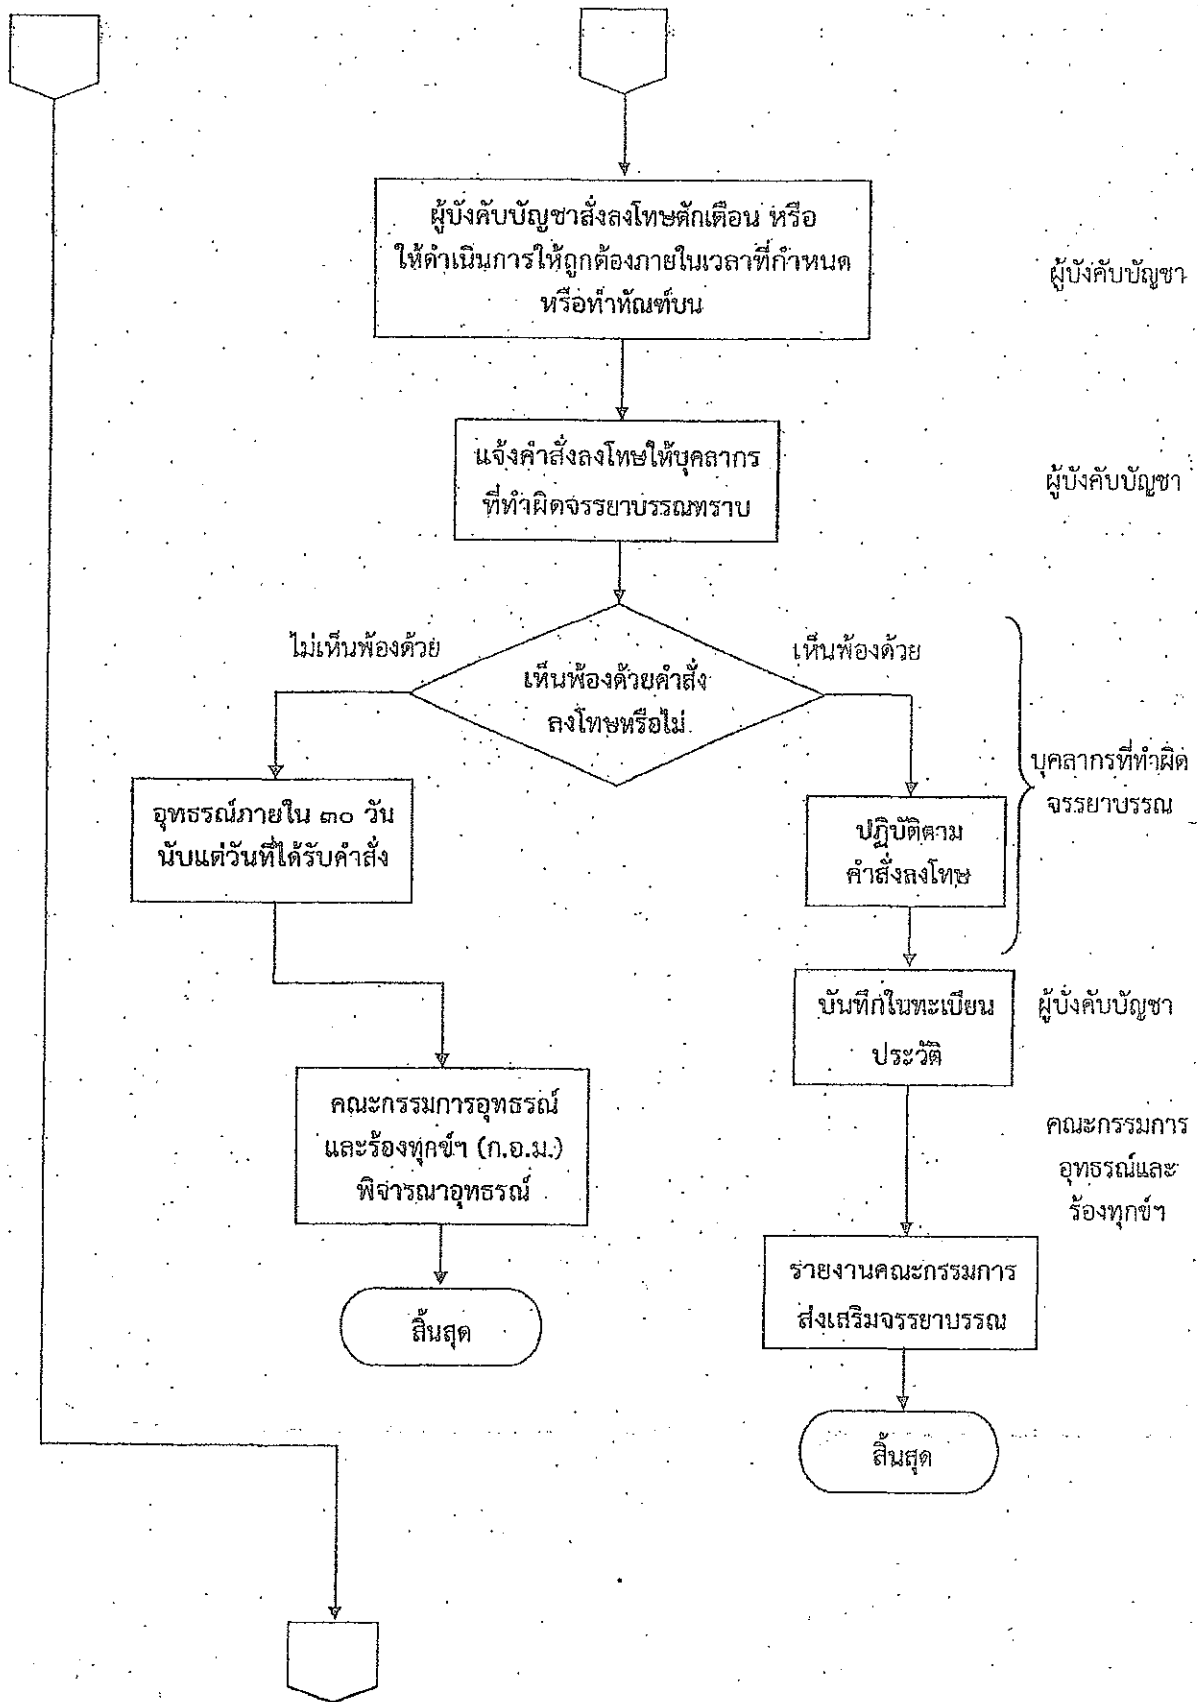 ผู้บังคับบัญชาสั่งลงโทษตักเตือน หรือ
ให้ดำเนินการให้ถูกต้องภายในเวลาที่กำหนด
หรือทำทัณฑ์บน
ผู้บังคับบัญชา
แจ้งคำสั่งลงโทษให้บุคลากร
ที่ทำผิดจรรยาบรรณทราบ
ผู้บังคับบัญชา
ไม่เห็นพ้องด้วย
เห็นพ้องด้วย
เห็นพ้องด้วยคำสั่ง
ลงโทษหรือไม่
บุคลากรที่ทำผิด
จรรยาบรรณ
อุทธรณ์ภายใน ๓๐ วัน
นับแต่วันที่ได้รับคำสั่ง
ปฏิบัติตาม
คำสั่งลงโทษ
บันทึกในทะเบียน
ประวัติ
ผู้บังคับบัญชา
คณะกรรมการอุทธรณ์
และร้องทุกข์ฯ (ก.อ.ม.)
พิจารณาอุทธรณ์
คณะกรรมการ
อุทธรณ์และ
ร้องทุกข์ฯ
รายงานคณะกรรมการ
ส่งเสริมจรรยาบรรณ
สิ้นสุด
สิ้นสุด